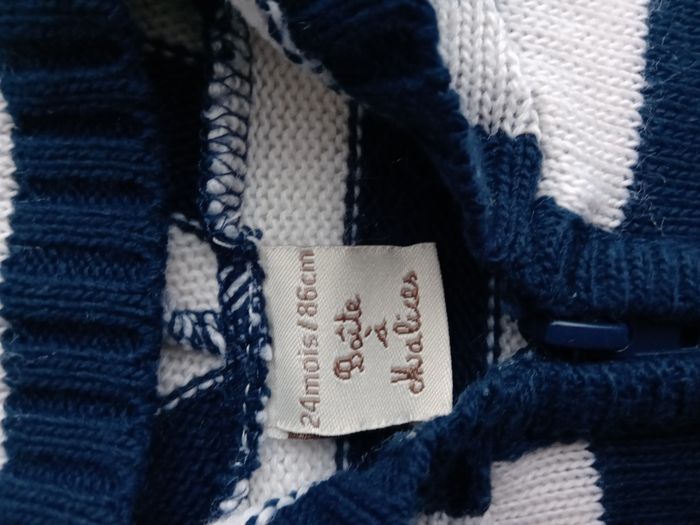 24mois/86cm
Boîte
à
Malices